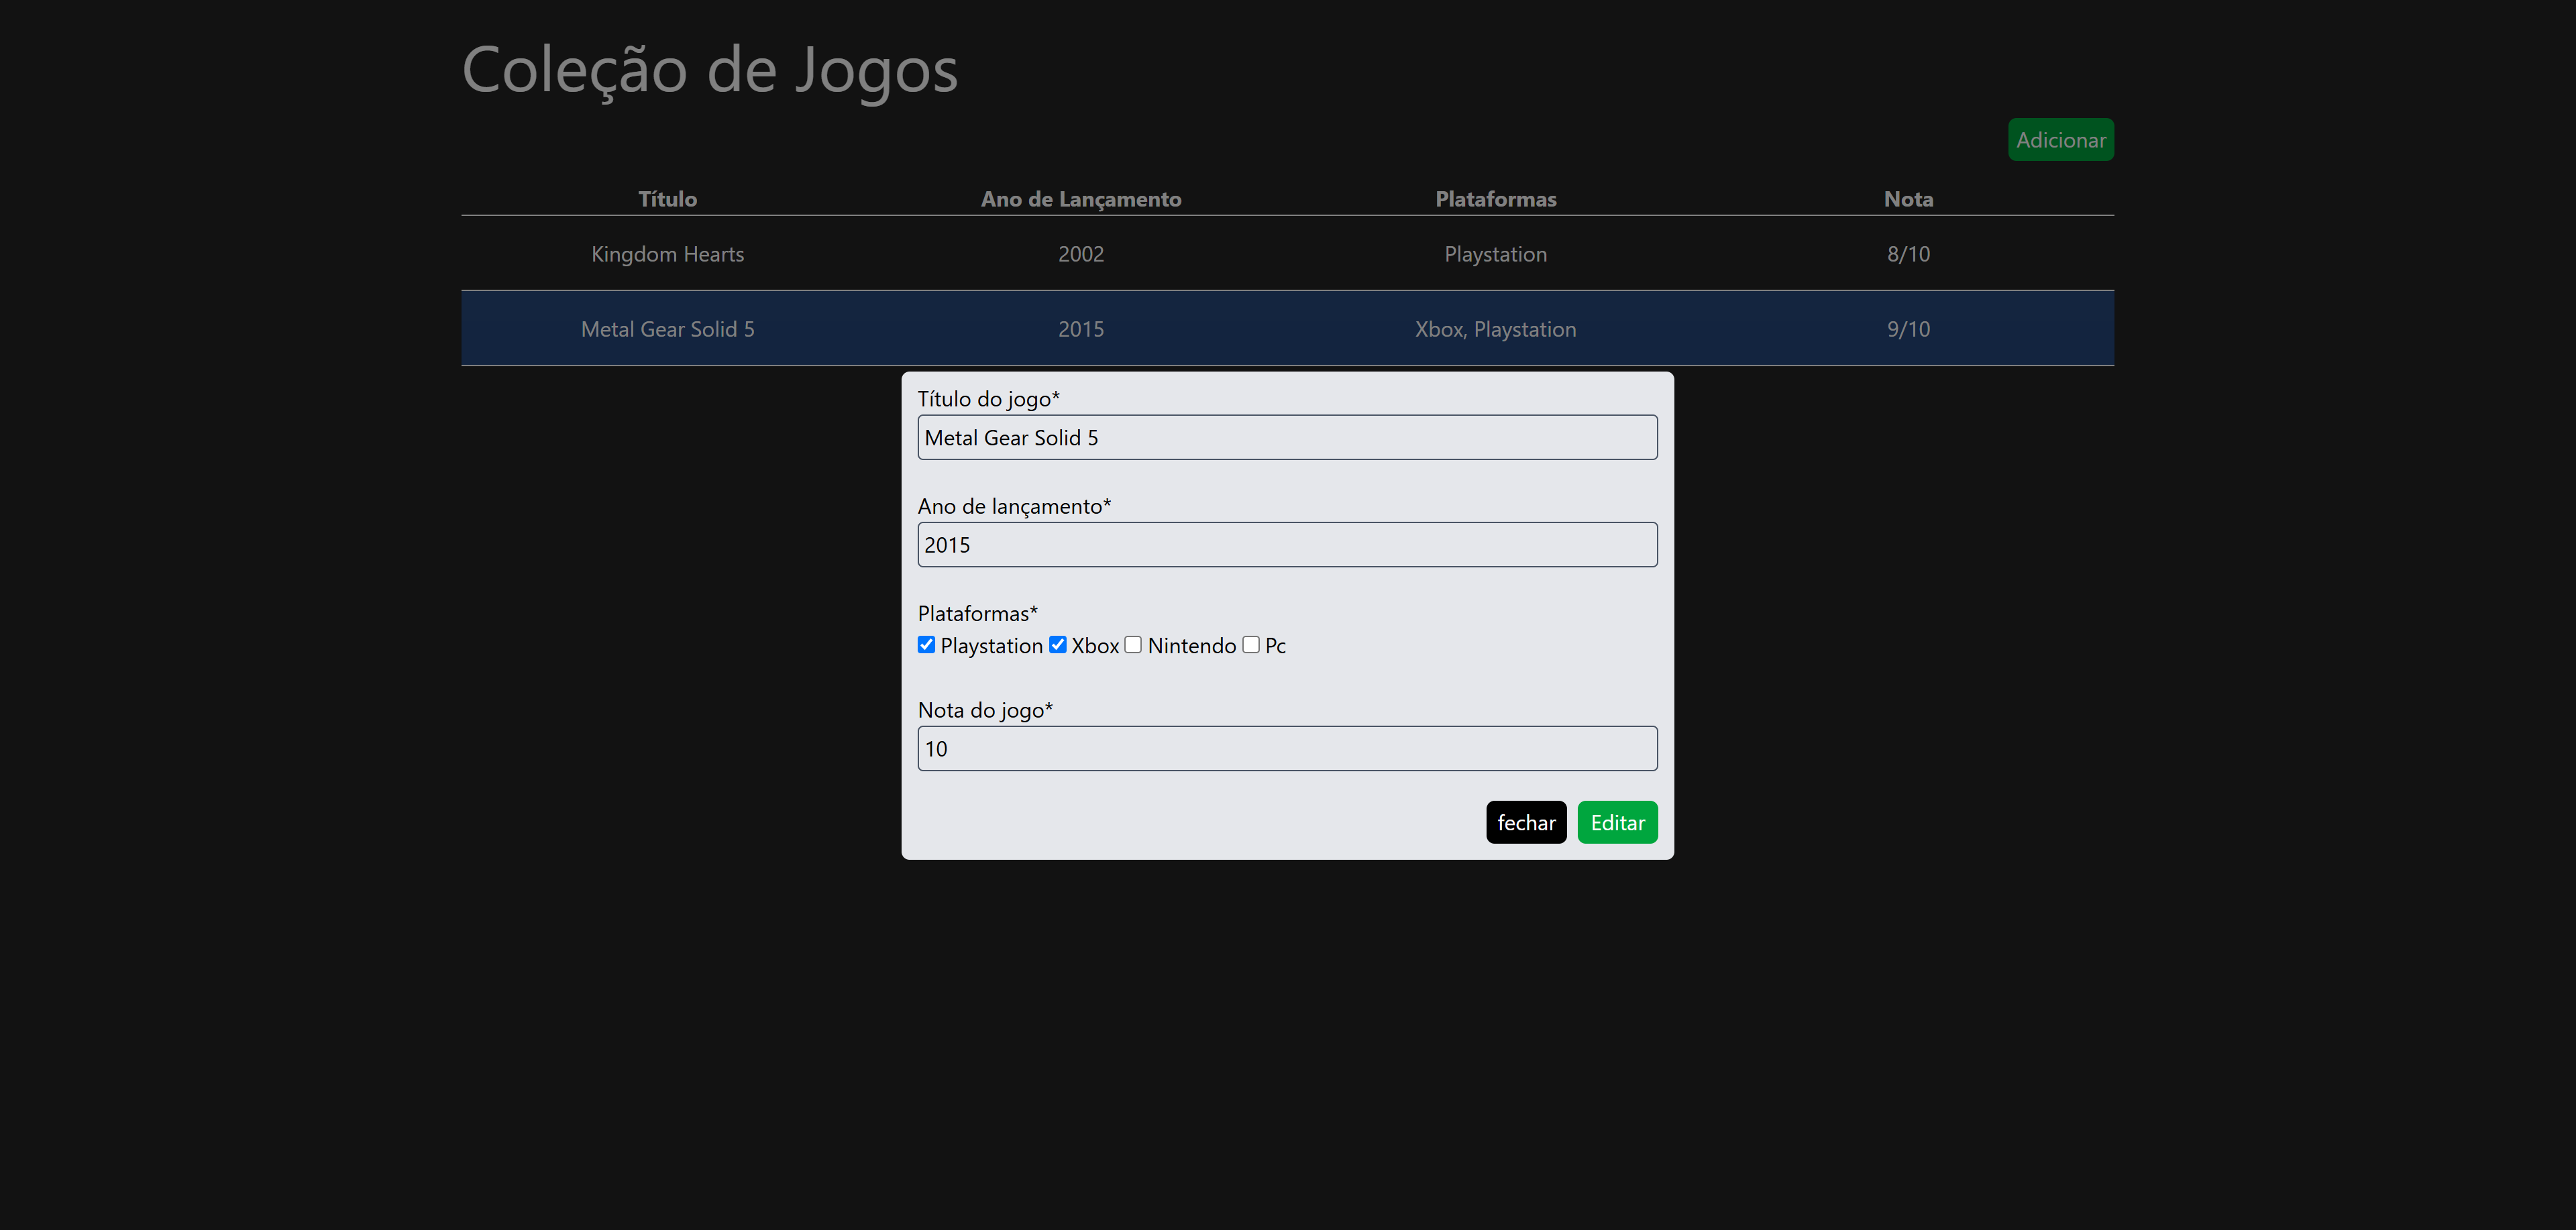 Coleção de Jogos
Adicionar
Título Ano de Lançamento Plataformas Nota
Kingdom Hearts 2002 Playstation 8/10
Metal Gear Solid 5 2015 Xbox, Playstation 9/10
Título do jogo*
Metal Gear Solid 5
Ano de lançamento*
2015
Plataformas*
Playstation Xbox Nintendo Pc
Nota do jogo*
10
fechar Editar